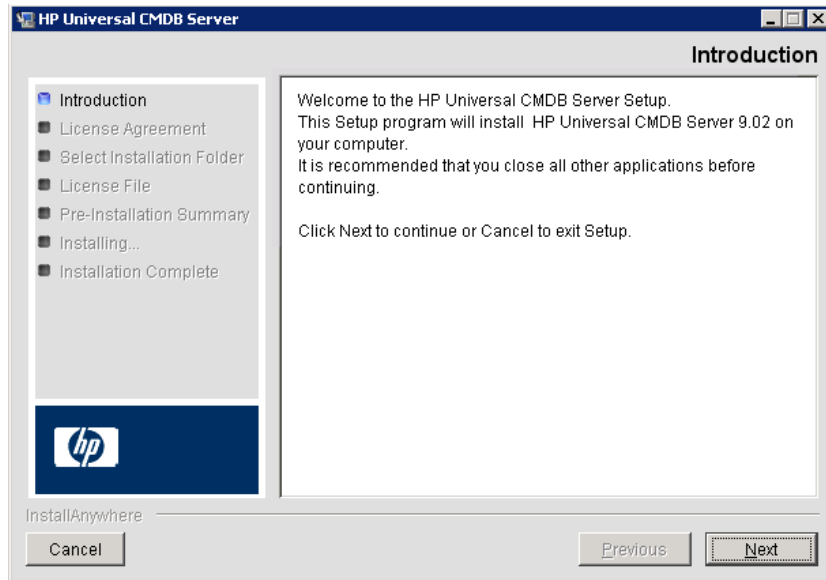 HP Universal CMDB Server
Introduction
Introduction
License Agreement
Select Installation Folder
License File
Pre-Installation Summary
Installing...
Installation Complete
Welcome to the HP Universal CMDB Server Setup.
This Setup program will install HP Universal CMDB Server 9.02 on
your computer.
It is recommended that you close all other applications before
continuing.
Click Next to continue or Cancel to exit Setup.
hp
InstallAnywhere
Cancel
Previous
Next